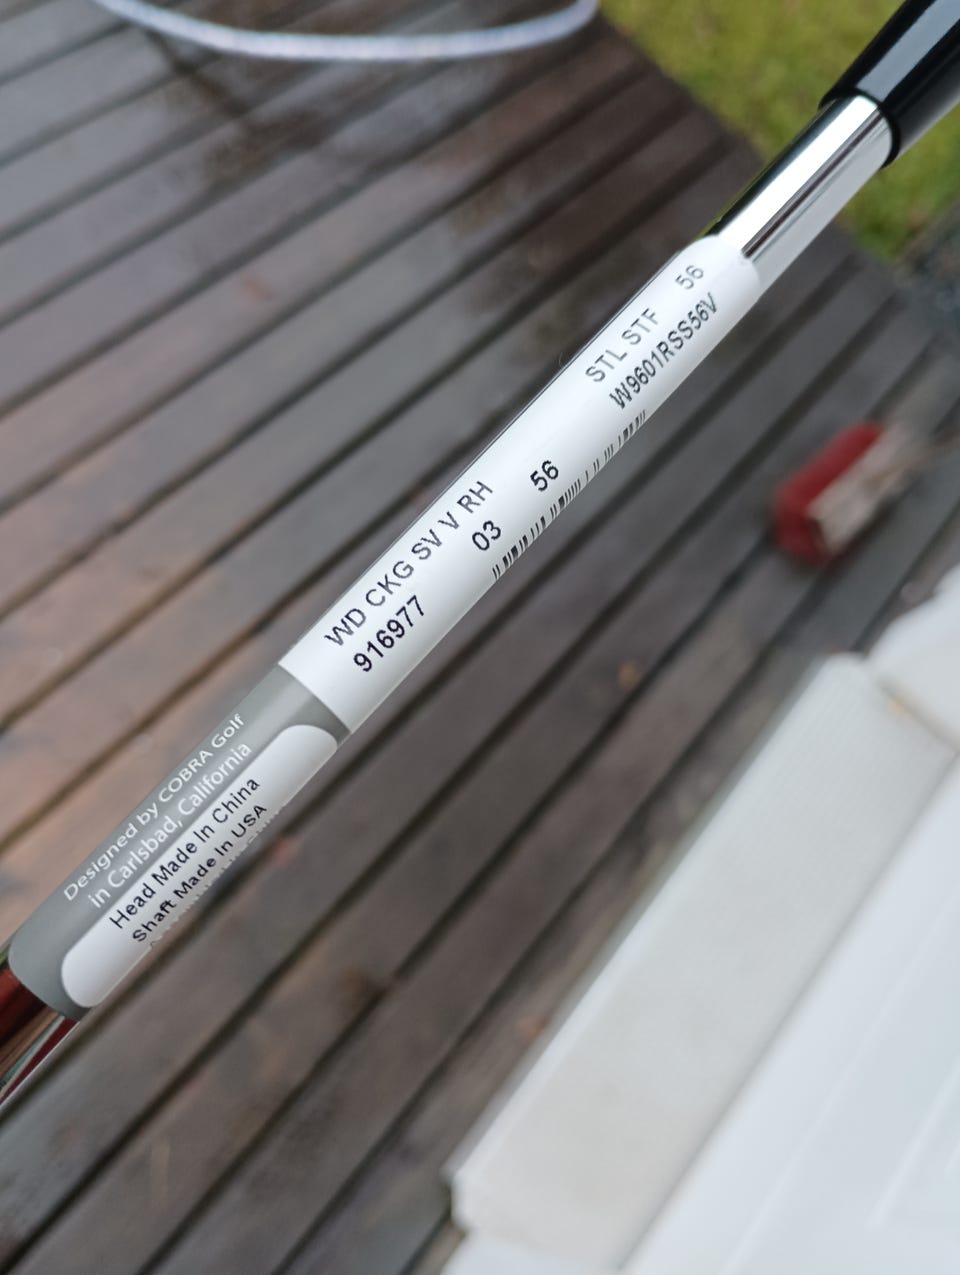 STL STF 56
W9601RSS56V
WD CKG SV V RH 56
916977 03
Designed by COBRA Golf
in Carlsbad, California
Head Made In China
Shaft Made In USA